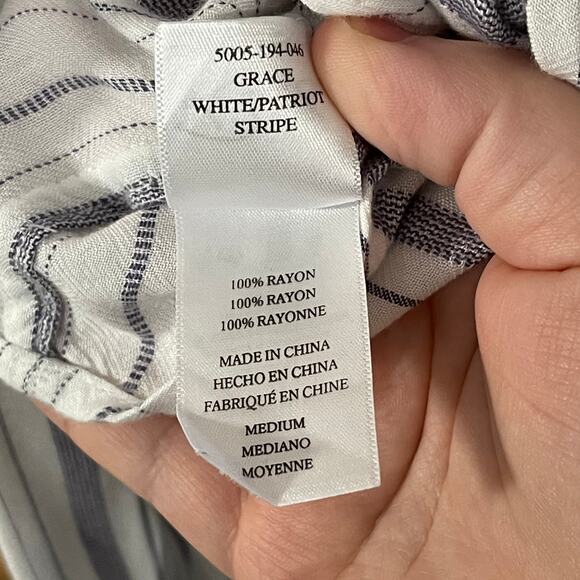 5005-194-046
GRACE
WHITE/PATRIOT
STRIPE
100% RAYON
100% RAYON
100% RAYONNE
MADE IN CHINA
HECHO EN CHINA
FABRIQUÉ EN CHINE
MEDIUM
MEDIANO
MOYENNE